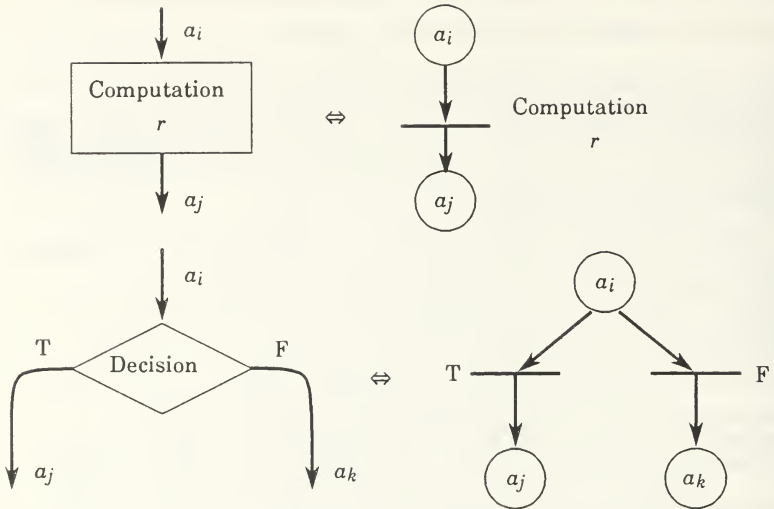 a_i
a_i
Computation
r
⇔
Computation
r
a_j
a_j
a_i
a_i
T
Decision
F
⇔
T
F
a_j
a_k
a_j
a_k